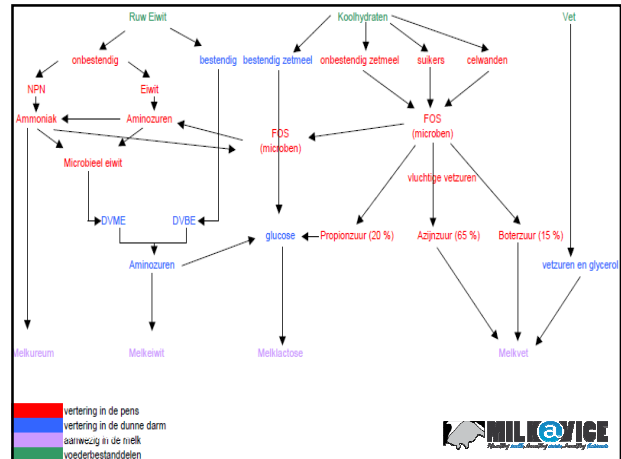 Ruw Eiwit Koolhydraten Vet
onbestendig bestendig bestendig zetmeel onbestendig zetmeel suikers celwanden
NPN Eiwit
Ammoniak Aminozuren FOS
(microben)
FOS
(microben)
Microbieel eiwit
vluchtige vetzuren
DVME DVBE
glucose Propionzuur (20 %) Azijnzuur (65 %) Boterzuur (15 %)
Aminozuren vetzuren en glycerol
Melkureum Melkeiwit Melklactose Melkvet
vertering in de pens
vertering in de dunne darm
aanwezig in de melk
voederbestanddelen
MILK@VICE